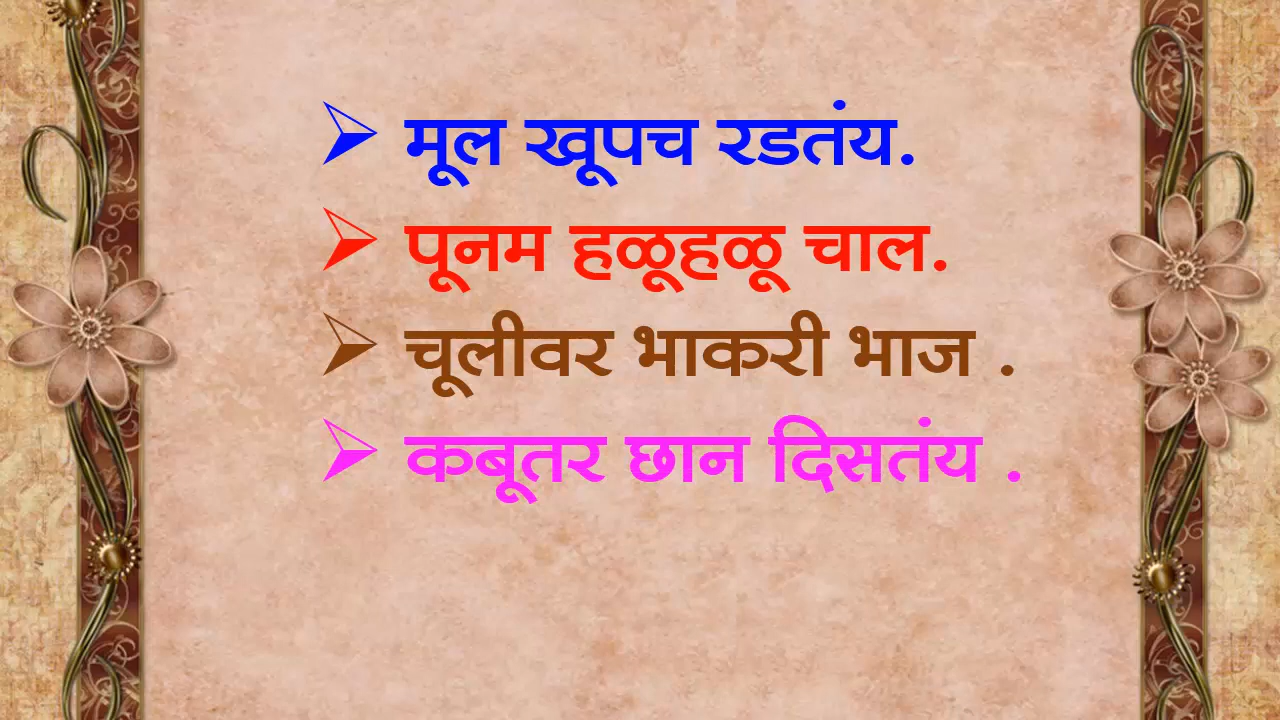 ➢ मूल खूपच रडतंय.
➢ पूनम हळूहळू चाल.
➢ चूलीवर भाकरी भाज .
➢ कबूतर छान दिसतंय .